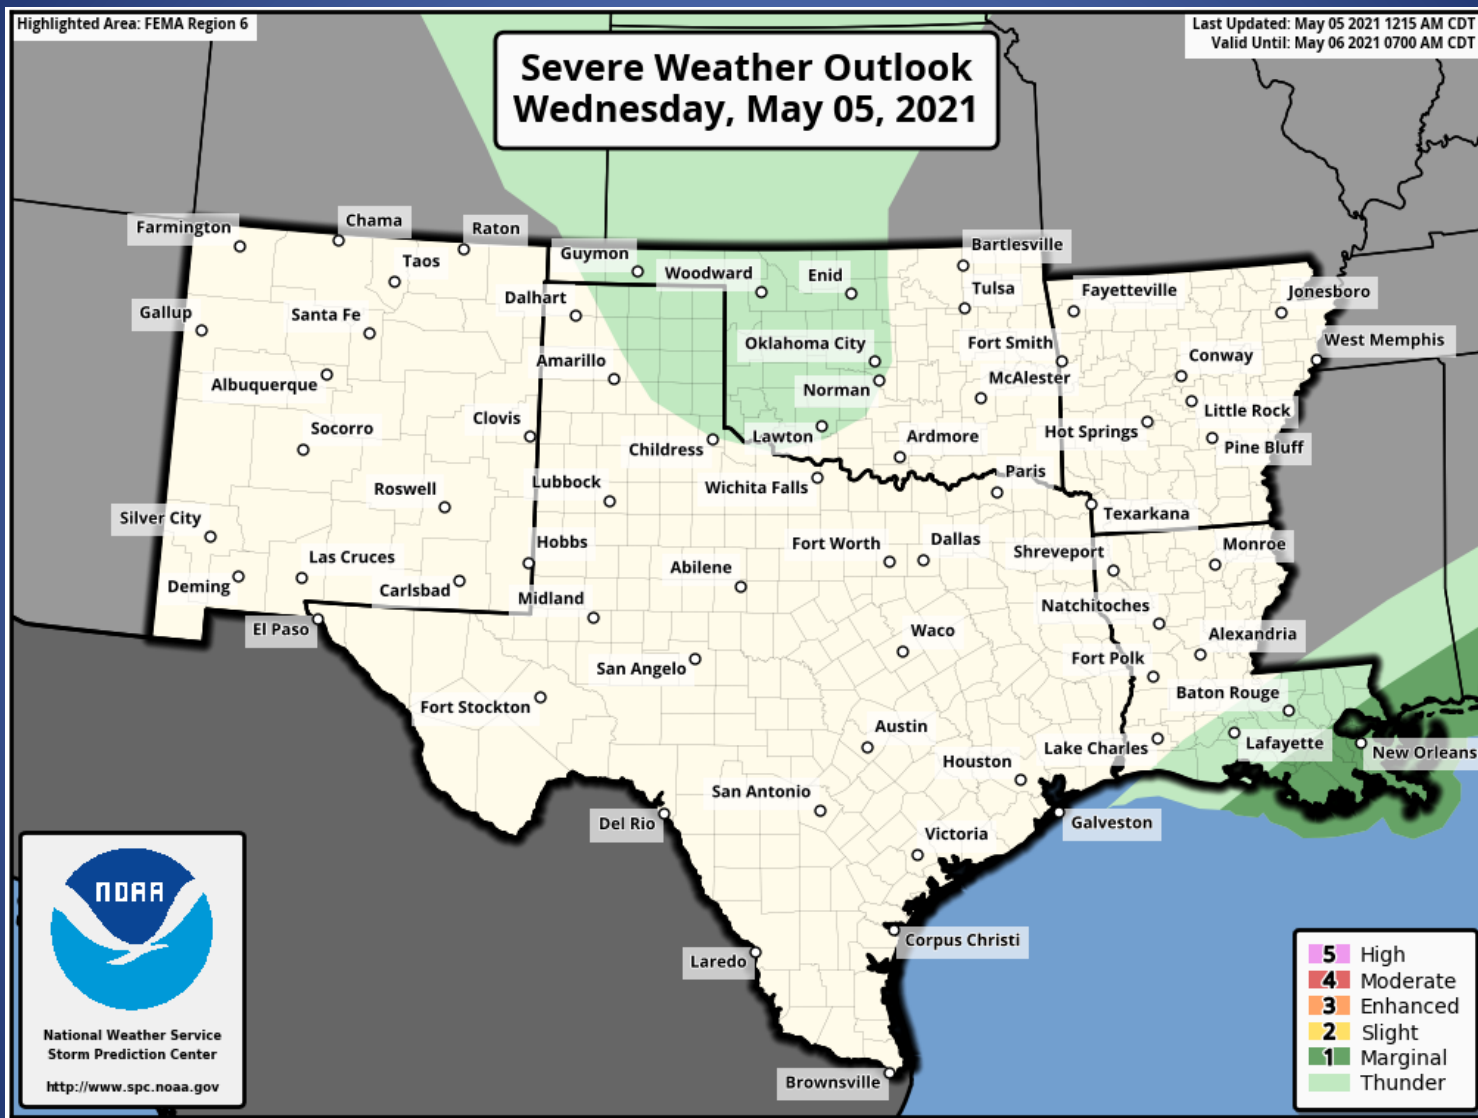 Highlighted Area: FEMA Region 6
Last Updated: May 05 2021 1215 AM CDT
Valid Until: May 06 2021 0700 AM CDT
Severe Weather Outlook
Wednesday, May 05, 2021
Farmington
Chama
Raton
Taos
Guymon
Woodward
Enid
Bartlesville
Tulsa
Fayetteville
Jonesboro
Gallup
Santa Fe
Dalhart
Oklahoma City
Fort Smith
West Memphis
Albuquerque
Amarillo
Norman
McAlester
Conway
Little Rock
Socorro
Clovis
Childress
Lawton
Ardmore
Hot Springs
Pine Bluff
Roswell
Lubbock
Wichita Falls
Paris
Texarkana
Silver City
Las Cruces
Hobbs
Fort Worth
Dallas
Shreveport
Monroe
Deming
Carlsbad
Midland
Abilene
Natchitoches
El Paso
San Angelo
Waco
Fort Polk
Alexandria
Fort Stockton
Baton Rouge
Austin
Houston
Lake Charles
Lafayette
New Orleans
San Antonio
Del Rio
Victoria
Galveston
Corpus Christi
Laredo
Brownsville
NOAA
National Weather Service
Storm Prediction Center
http://www.spc.noaa.gov
5 High
4 Moderate
3 Enhanced
2 Slight
1 Marginal
Thunder